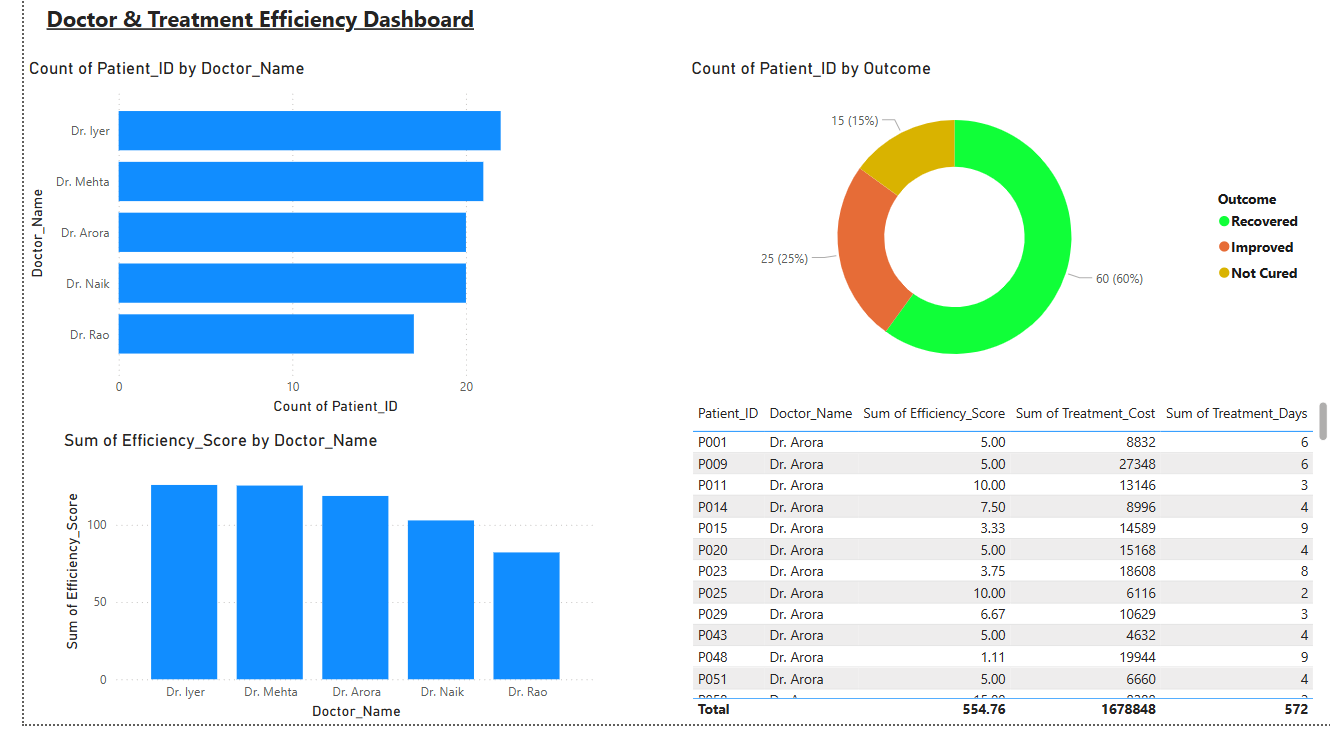 Doctor & Treatment Efficiency Dashboard
Count of Patient_ID by Doctor_Name
Doctor_Name
Dr. Iyer
Dr. Mehta
Dr. Arora
Dr. Naik
Dr. Rao
0 10 20
Count of Patient_ID
Count of Patient_ID by Outcome
15 (15%)
25 (25%)
60 (60%)
Outcome
Recovered
Improved
Not Cured
Sum of Efficiency_Score by Doctor_Name
Sum of Efficiency_Score
100
50
0
Dr. Iyer Dr. Mehta Dr. Arora Dr. Naik Dr. Rao
Doctor_Name
Patient_ID Doctor_Name Sum of Efficiency_Score Sum of Treatment_Cost Sum of Treatment_Days
P001 Dr. Arora 5.00 8832 6
P009 Dr. Arora 5.00 27348 6
P011 Dr. Arora 10.00 13146 3
P014 Dr. Arora 7.50 8996 4
P015 Dr. Arora 3.33 14589 9
P020 Dr. Arora 5.00 15168 4
P023 Dr. Arora 3.75 18608 8
P025 Dr. Arora 10.00 6116 2
P029 Dr. Arora 6.67 10629 3
P043 Dr. Arora 5.00 4632 4
P048 Dr. Arora 1.11 19944 9
P051 Dr. Arora 5.00 6660 4
Total 554.76 1678848 572